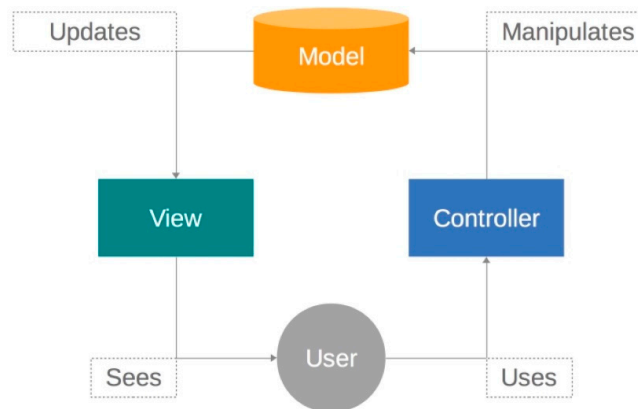 Updates
Model
Manipulates
View
Controller
Sees
User
Uses